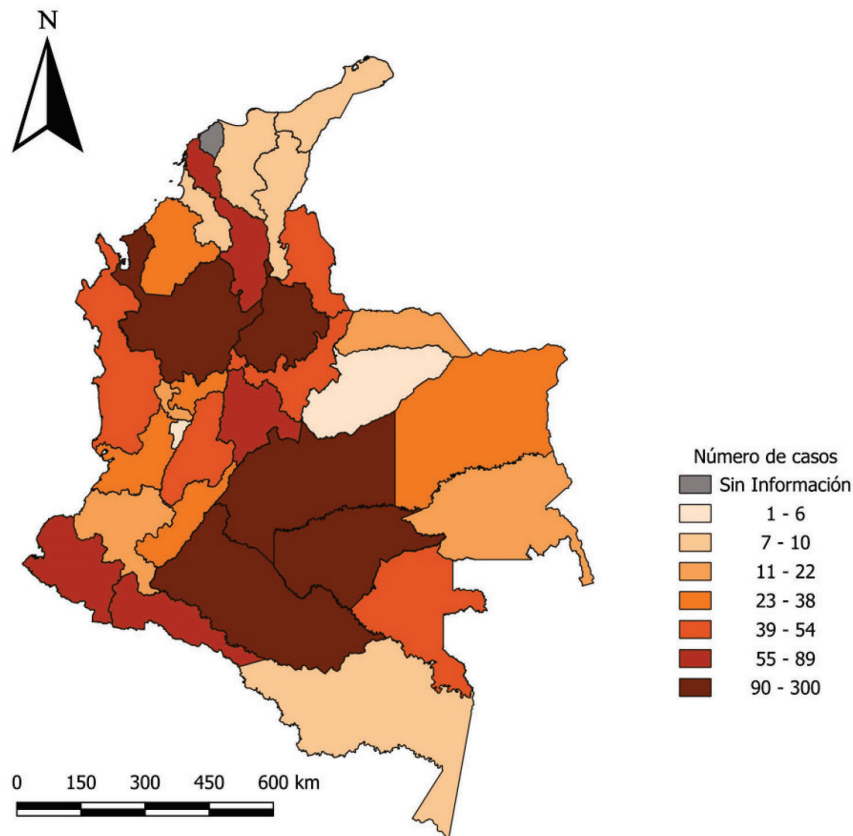 N
Número de casos
Sin Información
1 - 6
7 - 10
11 - 22
23 - 38
39 - 54
55 - 89
90 - 300
0 150 300 450 600 km